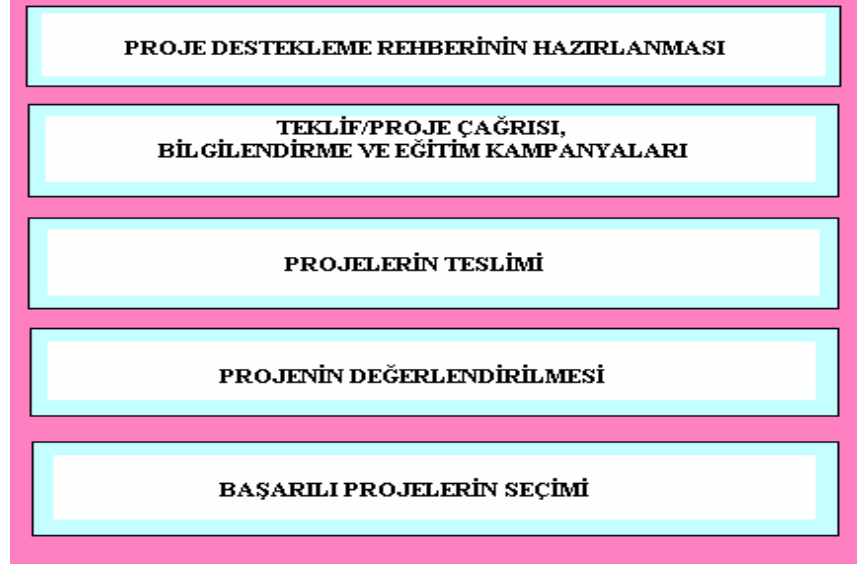 PROJE DESTEKLEME REHBERİNİN HAZIRLANMASI
TEKLİF/PROJE ÇAĞRISI,
BİLGİLENDİRME VE EĞİTİM KAMPANYALARI
PROJELERİN TESLİMİ
PROJENİN DEĞERLENDİRİLMESİ
BAŞARILI PROJELERİN SEÇİMİ